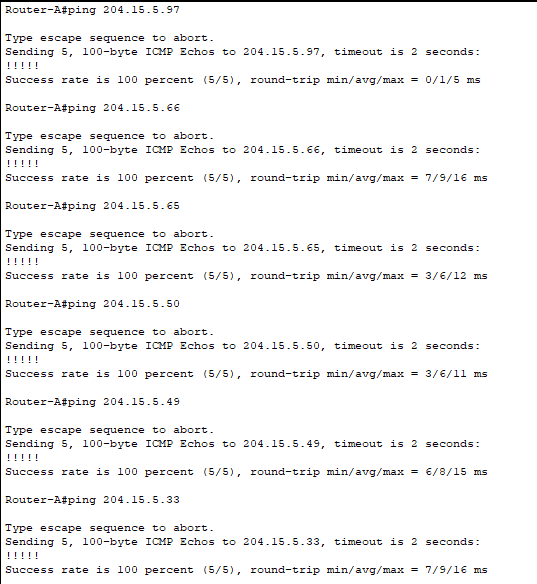 Router-A#ping 204.15.5.97
Type escape sequence to abort.
Sending 5, 100-byte ICMP Echos to 204.15.5.97, timeout is 2 seconds:
!!!!!
Success rate is 100 percent (5/5), round-trip min/avg/max = 0/1/5 ms
Router-A#ping 204.15.5.66
Type escape sequence to abort.
Sending 5, 100-byte ICMP Echos to 204.15.5.66, timeout is 2 seconds:
!!!!!
Success rate is 100 percent (5/5), round-trip min/avg/max = 7/9/16 ms
Router-A#ping 204.15.5.65
Type escape sequence to abort.
Sending 5, 100-byte ICMP Echos to 204.15.5.65, timeout is 2 seconds:
!!!!!
Success rate is 100 percent (5/5), round-trip min/avg/max = 3/6/12 ms
Router-A#ping 204.15.5.50
Type escape sequence to abort.
Sending 5, 100-byte ICMP Echos to 204.15.5.50, timeout is 2 seconds:
!!!!!
Success rate is 100 percent (5/5), round-trip min/avg/max = 3/6/11 ms
Router-A#ping 204.15.5.49
Type escape sequence to abort.
Sending 5, 100-byte ICMP Echos to 204.15.5.49, timeout is 2 seconds:
!!!!!
Success rate is 100 percent (5/5), round-trip min/avg/max = 6/8/15 ms
Router-A#ping 204.15.5.33
Type escape sequence to abort.
Sending 5, 100-byte ICMP Echos to 204.15.5.33, timeout is 2 seconds:
!!!!!
Success rate is 100 percent (5/5), round-trip min/avg/max = 7/9/16 ms